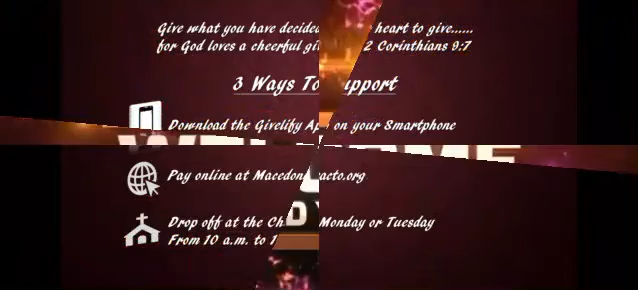 Give what you have decided heart to give......
for God loves a cheerful 2 Corinthians 9:7
3 Ways To upport
Download the Givelify Ap on your Smartphone
Pay online at Macedon acto.org
Drop off at the Ch Monday or Tuesday
From 10 a.m. to 1